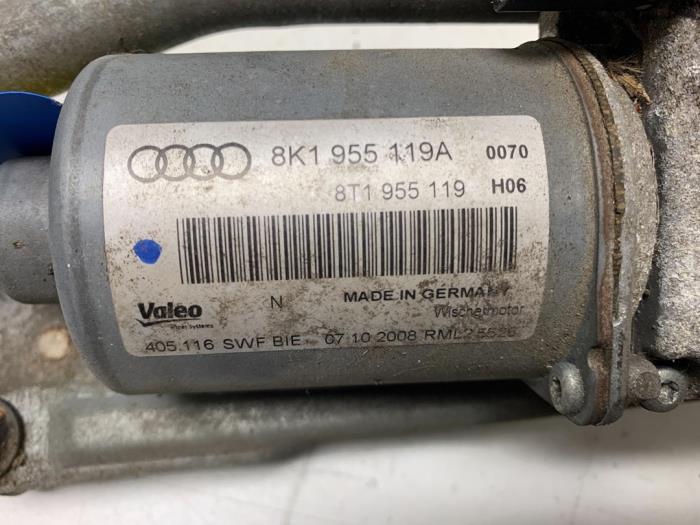 8K1 955 119A 0070
8T1 955 119 H06
N MADE IN GERMANY
Valeo Wischermotor
405.116 SWF BIE 07.10.2008